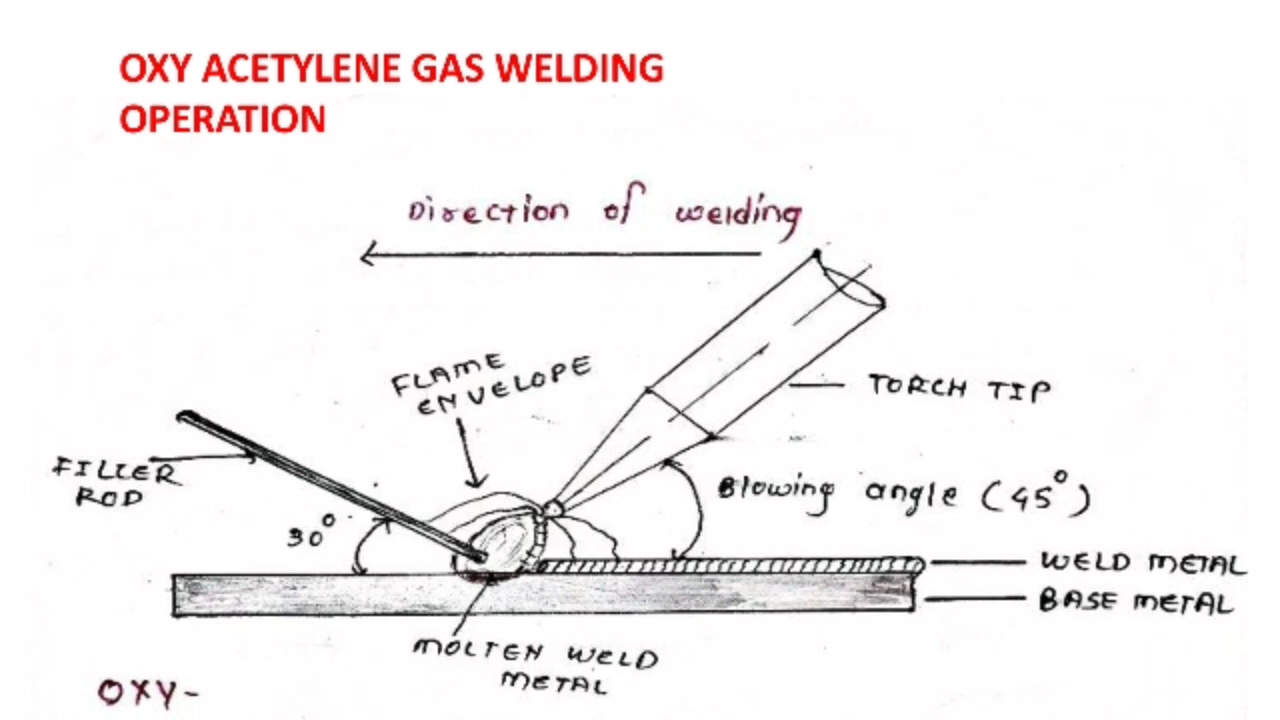 OXY ACETYLENE GAS WELDING
OPERATION
Direction of welding
FLAME
ENVELOPE
TORCH TIP
FILLER
ROD
Blowing angle (45°)
30°
WELD METAL
BASE METAL
MOLTEN WELD
METAL
OXY-